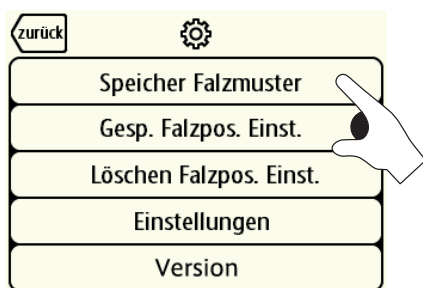 zurück
Speicher Falzmuster
Gesp. Falzpos. Einst.
Löschen Falzpos. Einst.
Einstellungen
Version